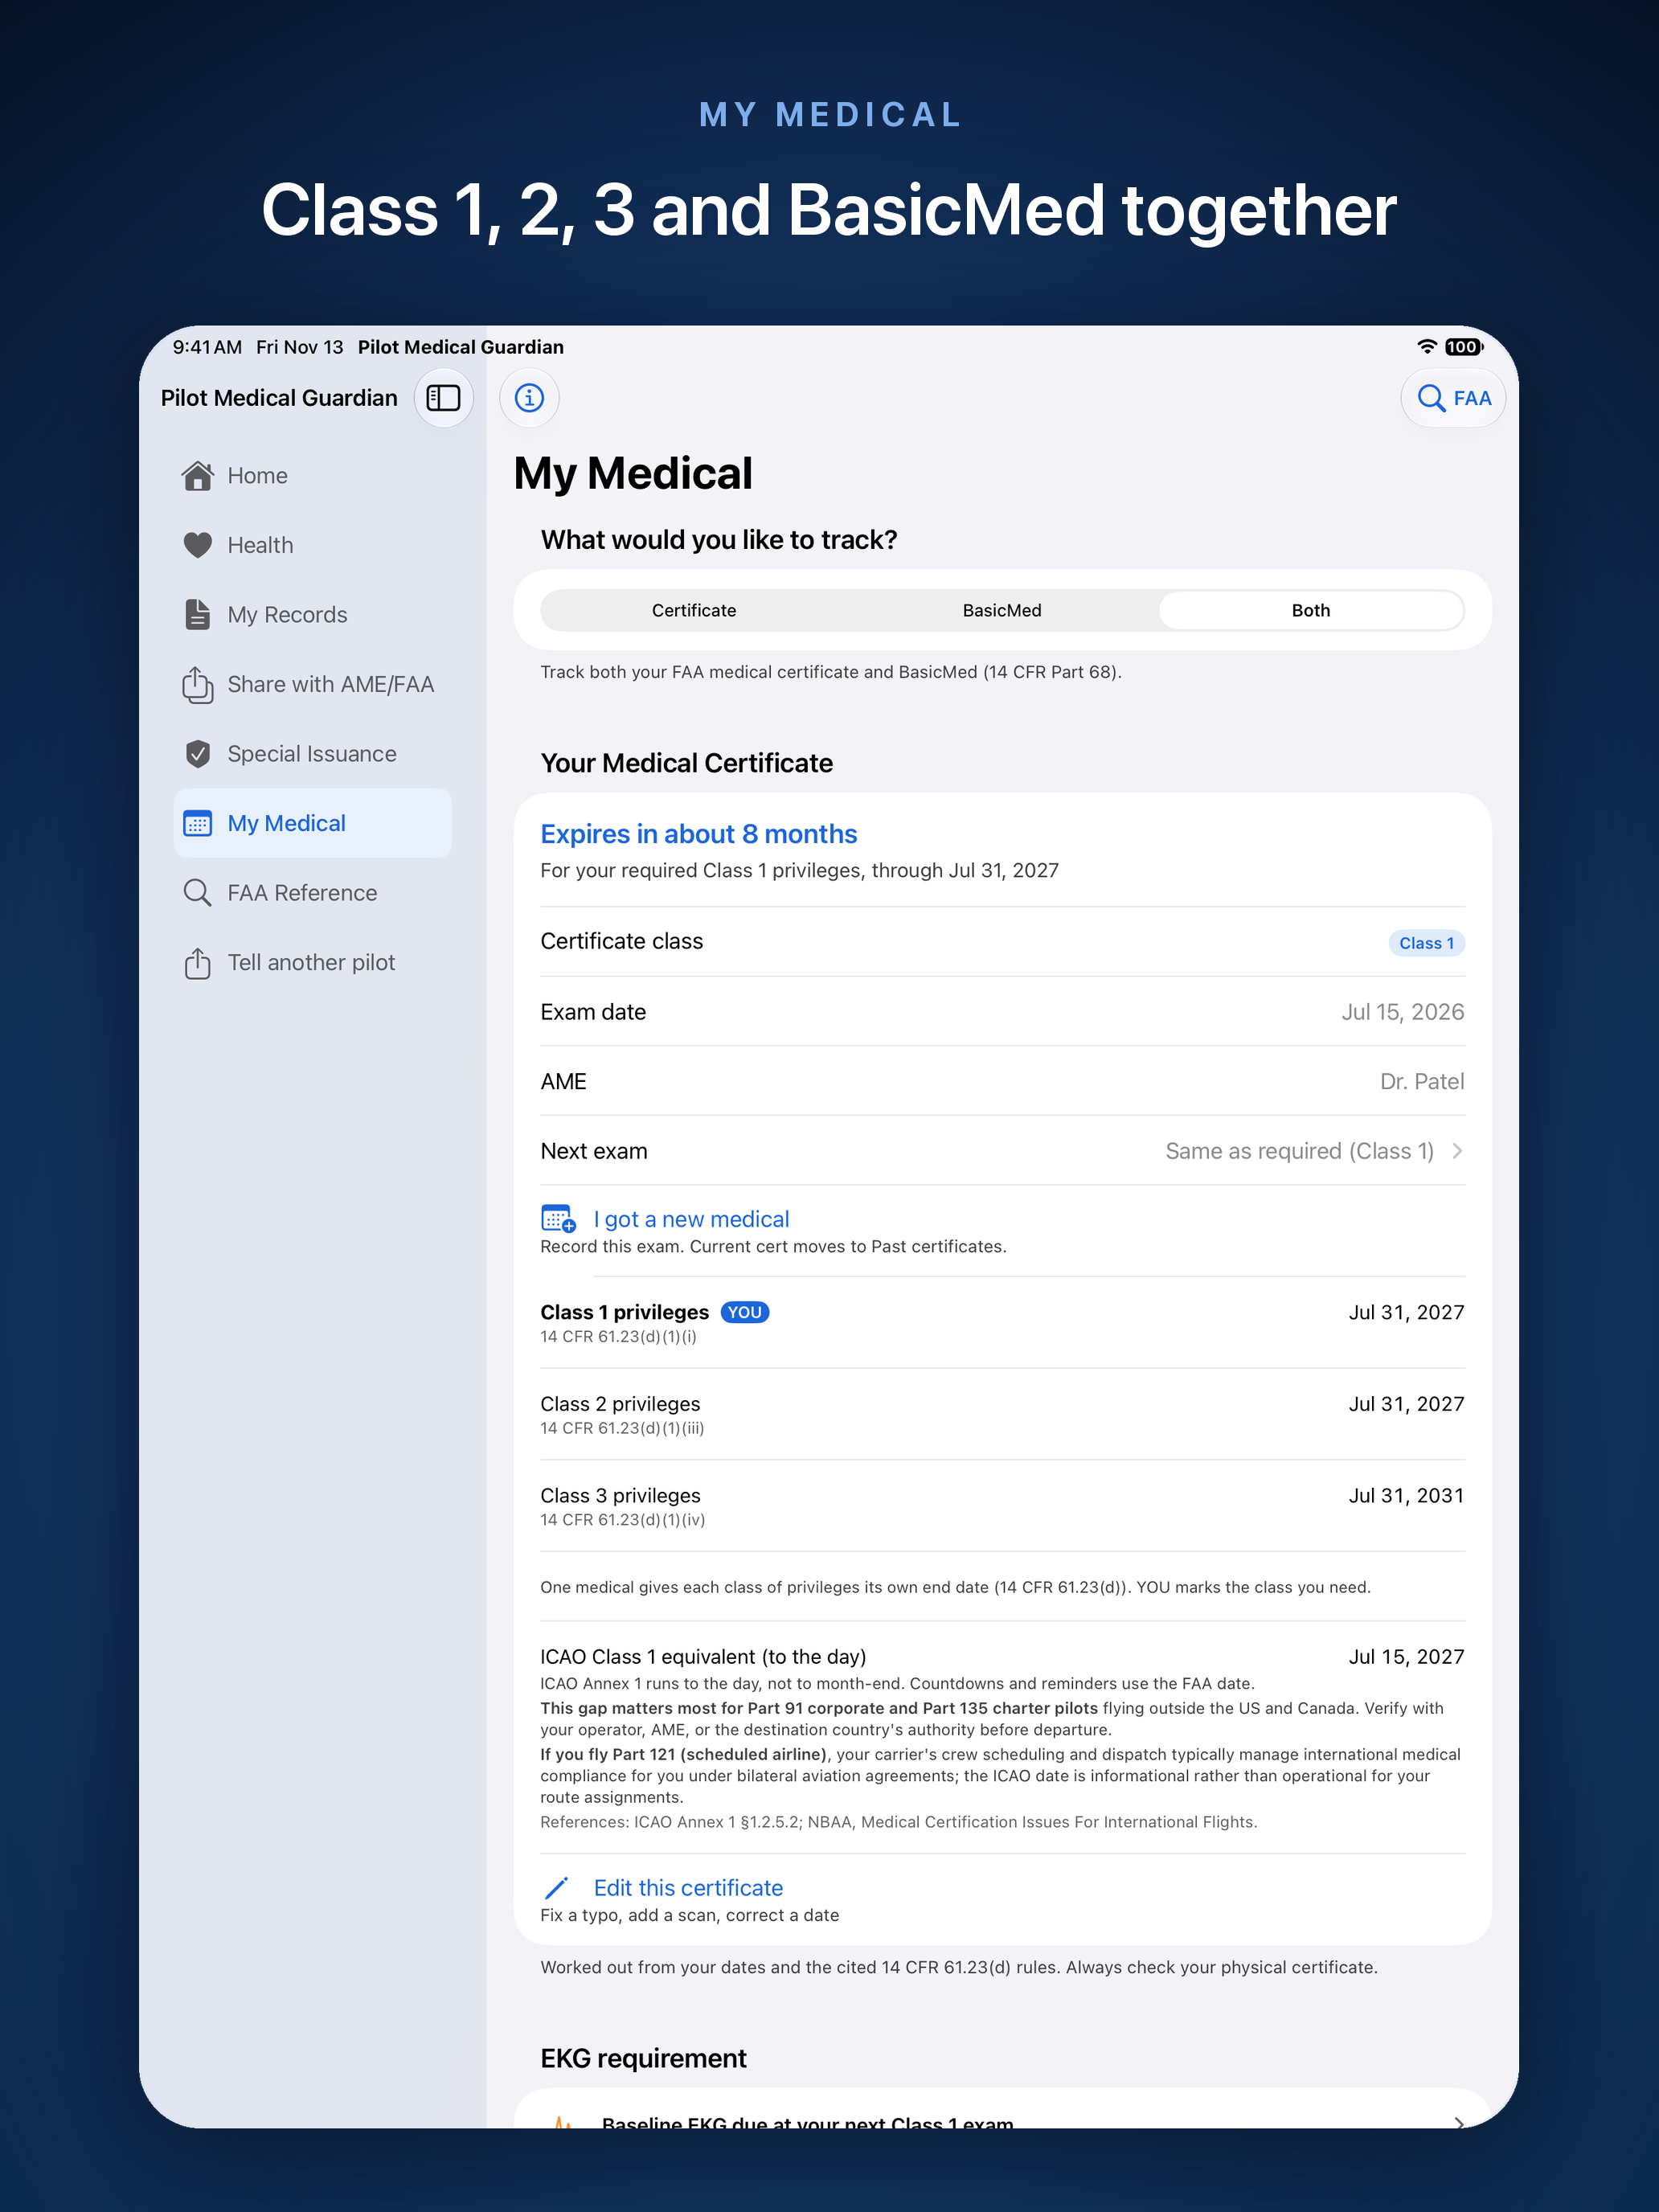 MY MEDICAL
Class 1, 2, 3 and BasicMed together
9:41 AM Fri Nov 13 Pilot Medical Guardian
100
Pilot Medical Guardian
FAA
Home
Health
My Records
Share with AME/FAA
Special Issuance
My Medical
FAA Reference
Tell another pilot
My Medical
What would you like to track?
Certificate BasicMed Both
Track both your FAA medical certificate and BasicMed (14 CFR Part 68).
Your Medical Certificate
Expires in about 8 months
For your required Class 1 privileges, through Jul 31, 2027
Certificate class Class 1
Exam date Jul 15, 2026
AME Dr. Patel
Next exam Same as required (Class 1)
I got a new medical
Record this exam. Current cert moves to Past certificates.
Class 1 privileges YOU Jul 31, 2027
14 CFR 61.23(d)(1)(i)
Class 2 privileges Jul 31, 2027
14 CFR 61.23(d)(1)(iii)
Class 3 privileges Jul 31, 2031
14 CFR 61.23(d)(1)(iv)
One medical gives each class of privileges its own end date (14 CFR 61.23(d)). YOU marks the class you need.
ICAO Class 1 equivalent (to the day) Jul 15, 2027
ICAO Annex 1 runs to the day, not to month-end. Countdowns and reminders use the FAA date.
This gap matters most for Part 91 corporate and Part 135 charter pilots flying outside the US and Canada. Verify with
your operator, AME, or the destination country's authority before departure.
If you fly Part 121 (scheduled airline), your carrier's crew scheduling and dispatch typically manage international medical
compliance for you under bilateral aviation agreements; the ICAO date is informational rather than operational for your
route assignments.
References: ICAO Annex 1 §1.2.5.2; NBAA, Medical Certification Issues For International Flights.
Edit this certificate
Fix a typo, add a scan, correct a date
Worked out from your dates and the cited 14 CFR 61.23(d) rules. Always check your physical certificate.
EKG requirement
Baseline EKG due at your next Class 1 exam